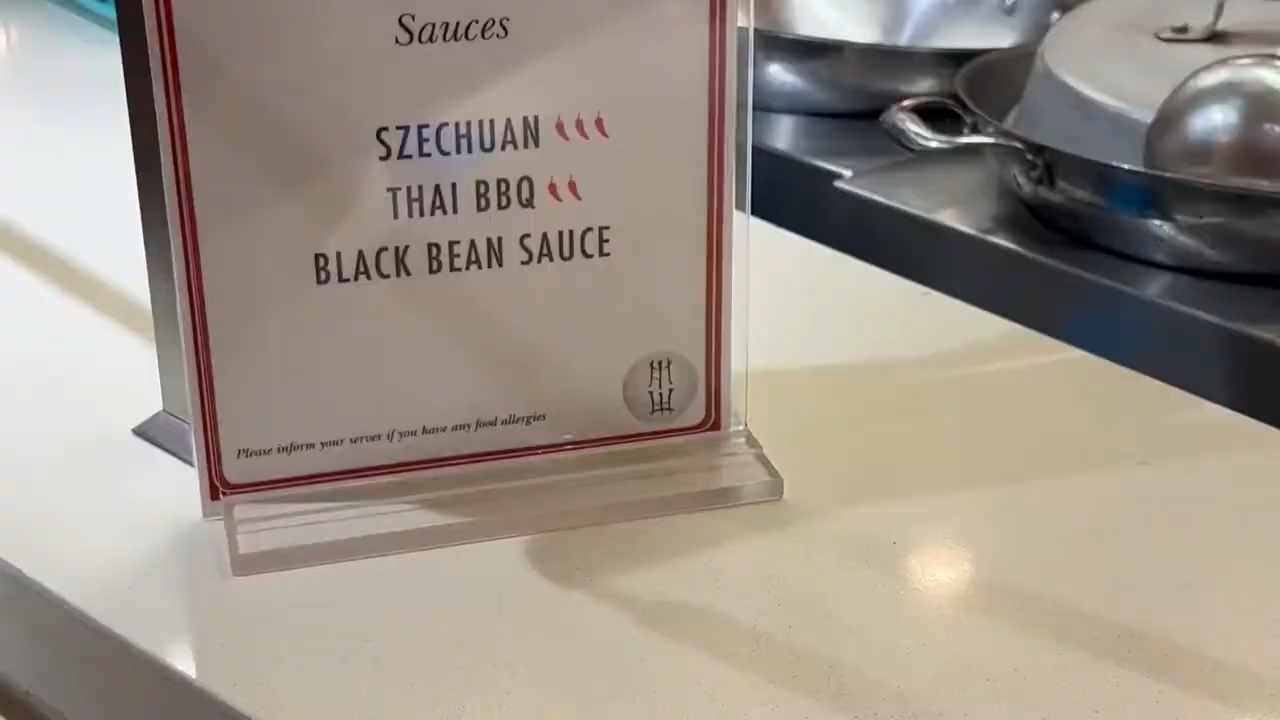 Sauces
SZECHUAN
THAI BBQ
BLACK BEAN SAUCE
Please inform your server if you have any food allergies